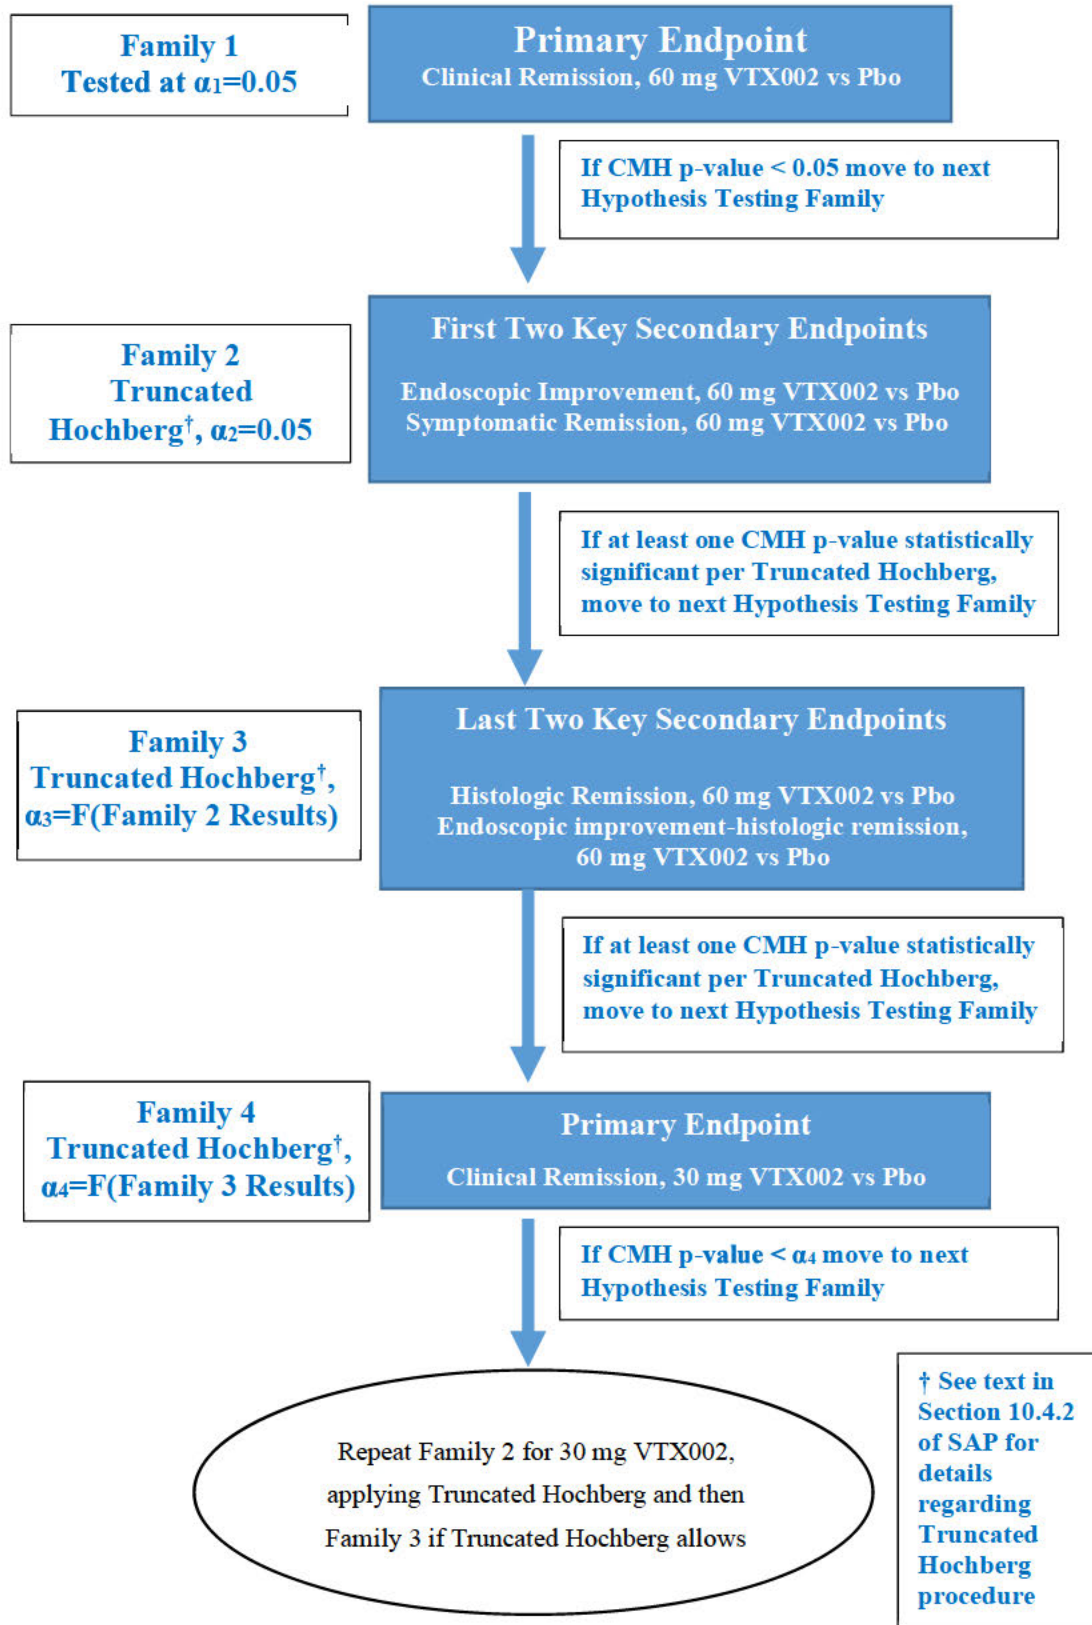 Family 1
Tested at α₁=0.05
Primary Endpoint
Clinical Remission, 60 mg VTX002 vs Pbo
If CMH p-value < 0.05 move to next
Hypothesis Testing Family
Family 2
Truncated
Hochberg†, α₂=0.05
First Two Key Secondary Endpoints
Endoscopic Improvement, 60 mg VTX002 vs Pbo
Symptomatic Remission, 60 mg VTX002 vs Pbo
If at least one CMH p-value statistically
significant per Truncated Hochberg,
move to next Hypothesis Testing Family
Family 3
Truncated Hochberg†,
α₃=F(Family 2 Results)
Last Two Key Secondary Endpoints
Histologic Remission, 60 mg VTX002 vs Pbo
Endoscopic improvement-histologic remission,
60 mg VTX002 vs Pbo
If at least one CMH p-value statistically
significant per Truncated Hochberg,
move to next Hypothesis Testing Family
Family 4
Truncated Hochberg†,
α₄=F(Family 3 Results)
Primary Endpoint
Clinical Remission, 30 mg VTX002 vs Pbo
If CMH p-value < α₄ move to next
Hypothesis Testing Family
Repeat Family 2 for 30 mg VTX002,
applying Truncated Hochberg and then
Family 3 if Truncated Hochberg allows
† See text in
Section 10.4.2
of SAP for
details
regarding
Truncated
Hochberg
procedure